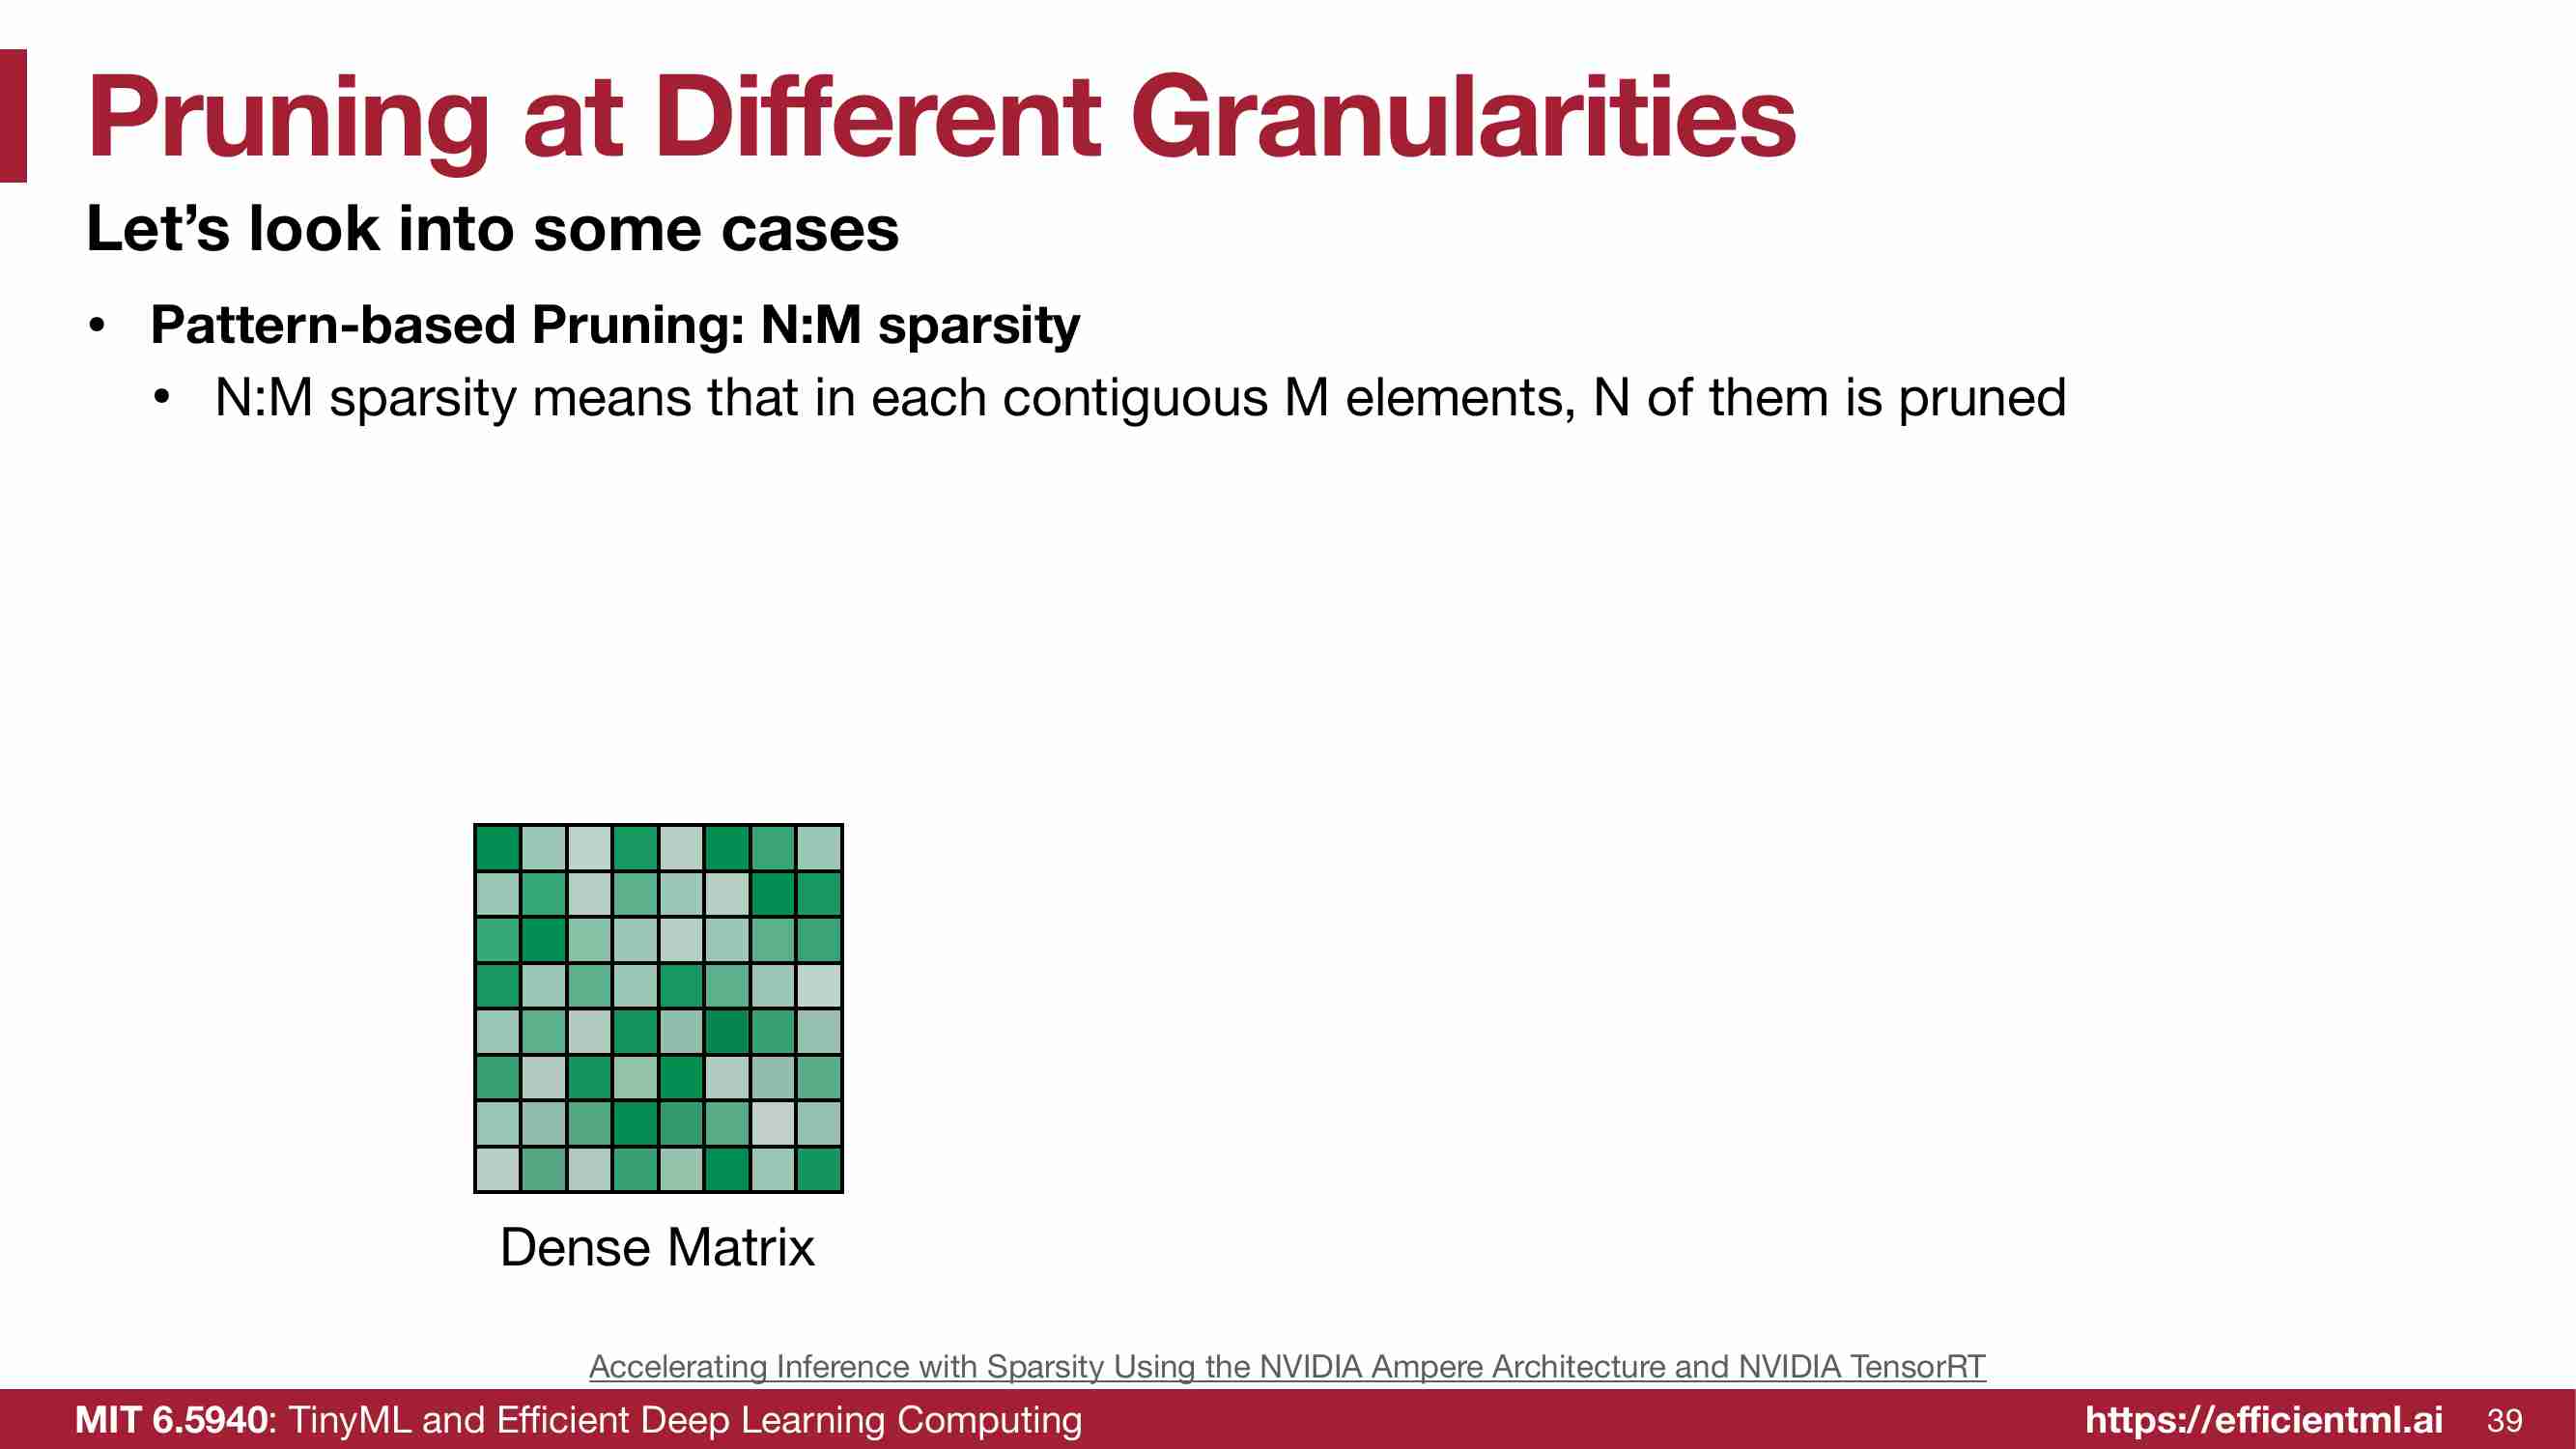 Pruning at Different Granularities
Let’s look into some cases
• Pattern-based Pruning: N:M sparsity
• N:M sparsity means that in each contiguous M elements, N of them is pruned
Dense Matrix
Accelerating Inference with Sparsity Using the NVIDIA Ampere Architecture and NVIDIA TensorRT
MIT 6.5940: TinyML and Efficient Deep Learning Computing
https://efficientml.ai 39